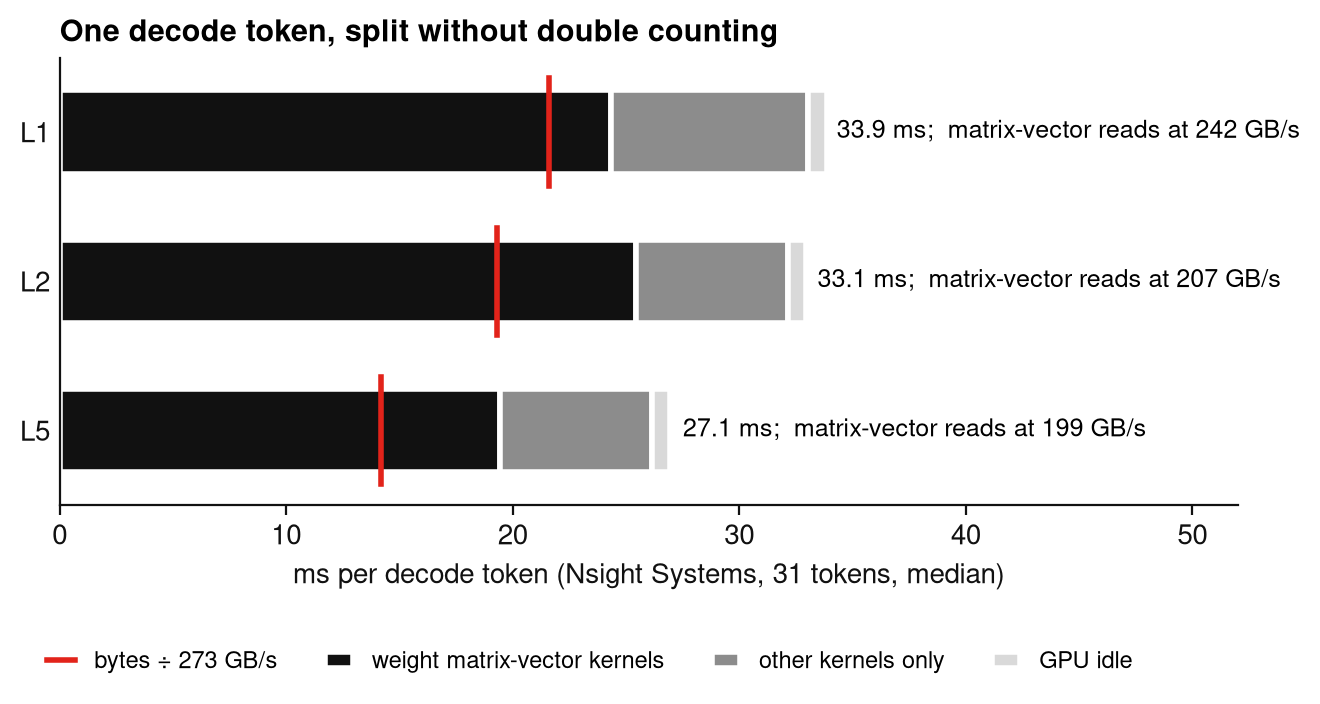 One decode token, split without double counting
L1
33.9 ms;  matrix-vector reads at 242 GB/s
L2
33.1 ms;  matrix-vector reads at 207 GB/s
L5
27.1 ms;  matrix-vector reads at 199 GB/s
0 10 20 30 40 50
ms per decode token (Nsight Systems, 31 tokens, median)
bytes ÷ 273 GB/s weight matrix-vector kernels other kernels only GPU idle